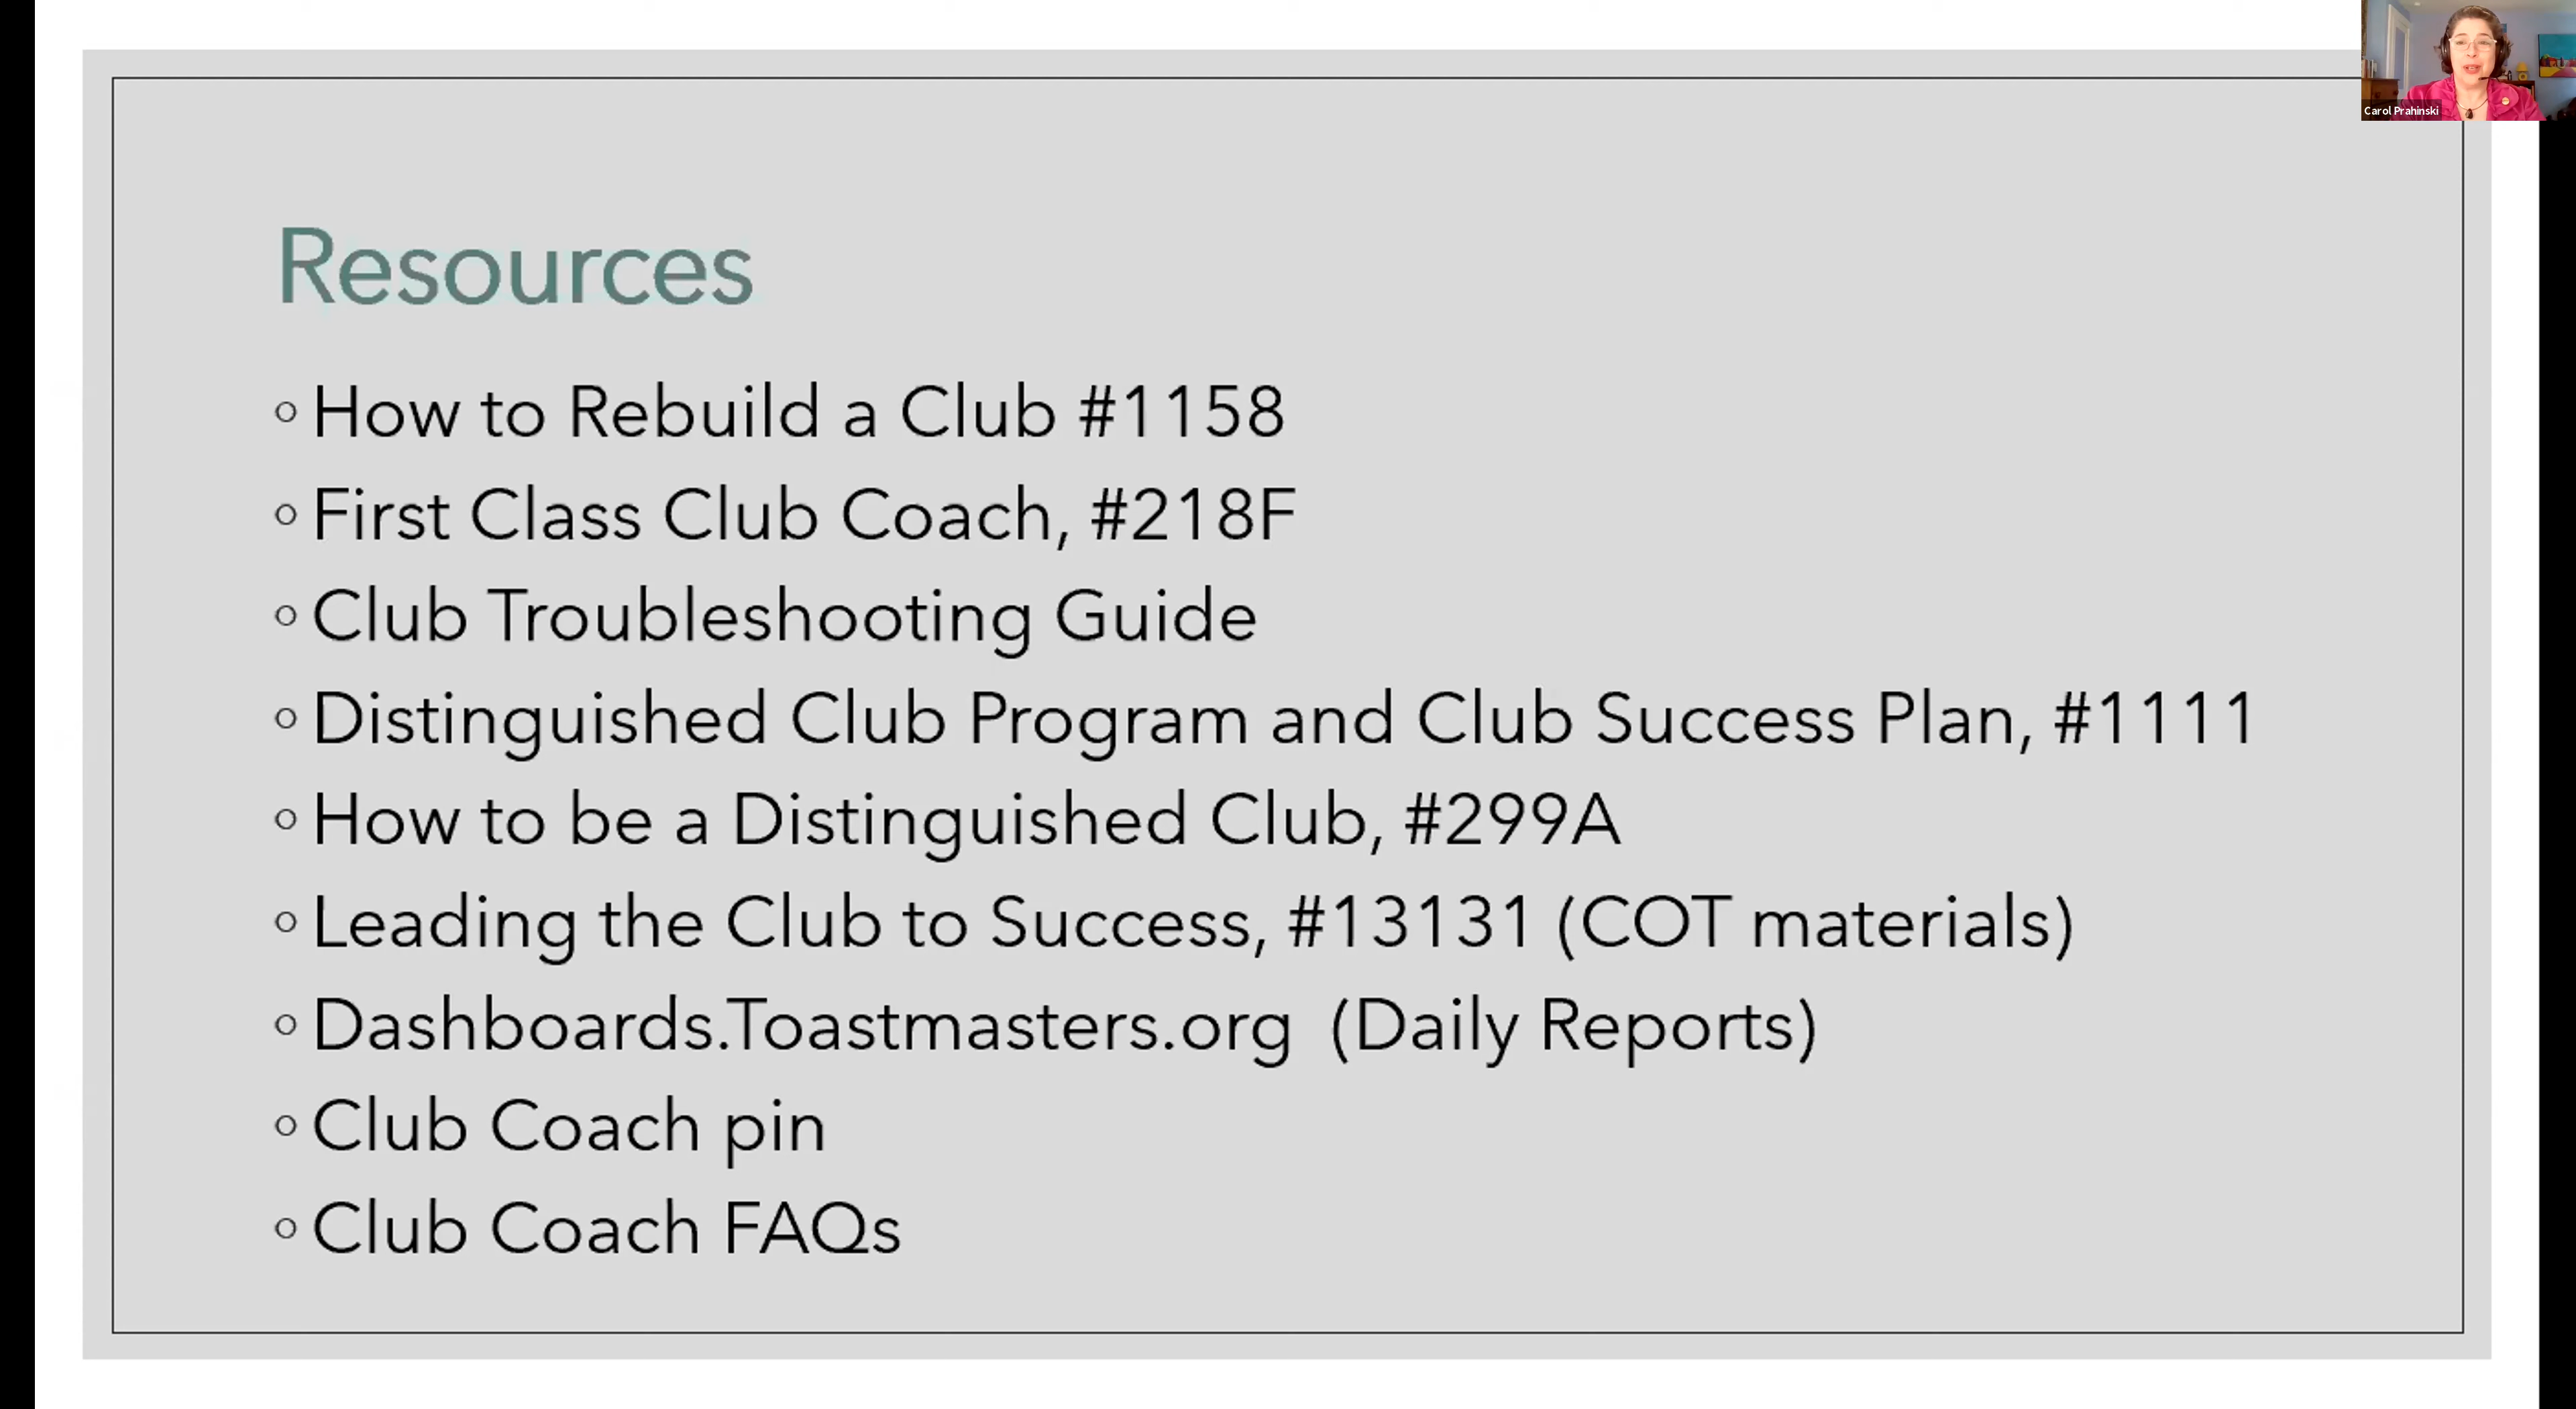 Carol Prahinski
Resources
How to Rebuild a Club #1158
First Class Club Coach, #218F
Club Troubleshooting Guide
Distinguished Club Program and Club Success Plan, #1111
How to be a Distinguished Club, #299A
Leading the Club to Success, #13131 (COT materials)
Dashboards.Toastmasters.org (Daily Reports)
Club Coach pin
Club Coach FAQs